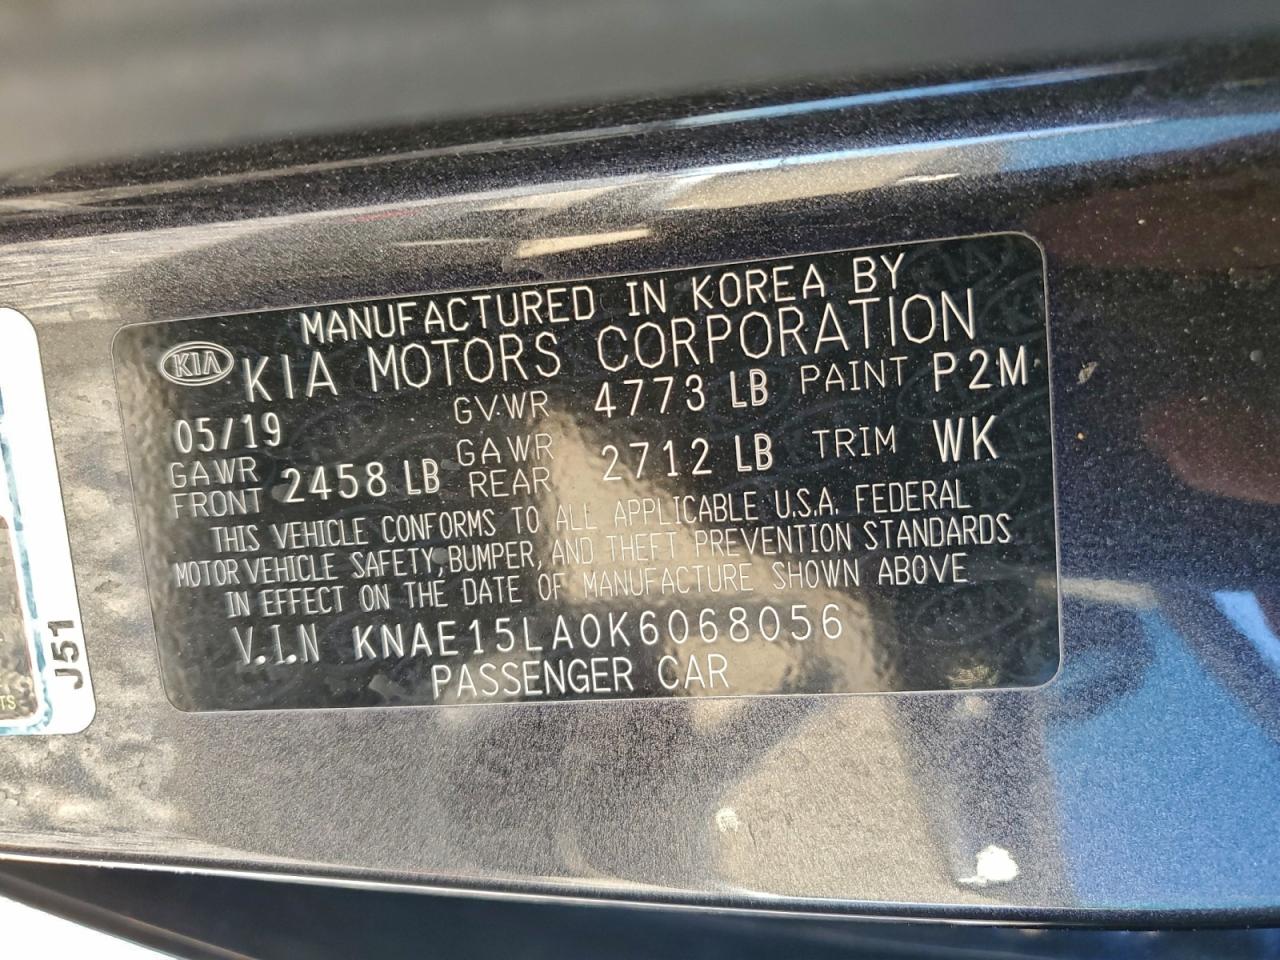 MANUFACTURED IN KOREA BY
KIA KIA MOTORS CORPORATION
05/19 GVWR 4773 LB PAINT P2M
GAWR FRONT 2458 LB GAWR REAR 2712 LB TRIM WK
THIS VEHICLE CONFORMS TO ALL APPLICABLE U.S.A. FEDERAL
MOTOR VEHICLE SAFETY, BUMPER, AND THEFT PREVENTION STANDARDS
IN EFFECT ON THE DATE OF MANUFACTURE SHOWN ABOVE
V.I.N KNAE15LA0K6068056
PASSENGER CAR
J51
TS